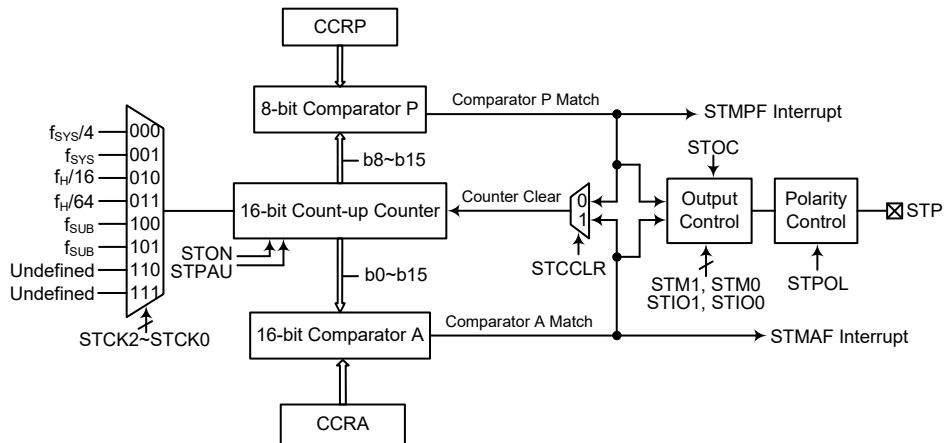 CCRP
8-bit Comparator P
Comparator P Match
STMPF Interrupt
fSYS/4
000
fSYS
001
fH/16
010
fH/64
011
fSUB
100
fSUB
101
Undefined
110
Undefined
111
STCK2~STCK0
b8~b15
16-bit Count-up Counter
Counter Clear
STON
STPAU
b0~b15
0
1
STCCLR
STOC
Output
Control
STM1, STM0
STIO1, STIO0
Polarity
Control
STPOL
STP
16-bit Comparator A
Comparator A Match
STMAF Interrupt
CCRA